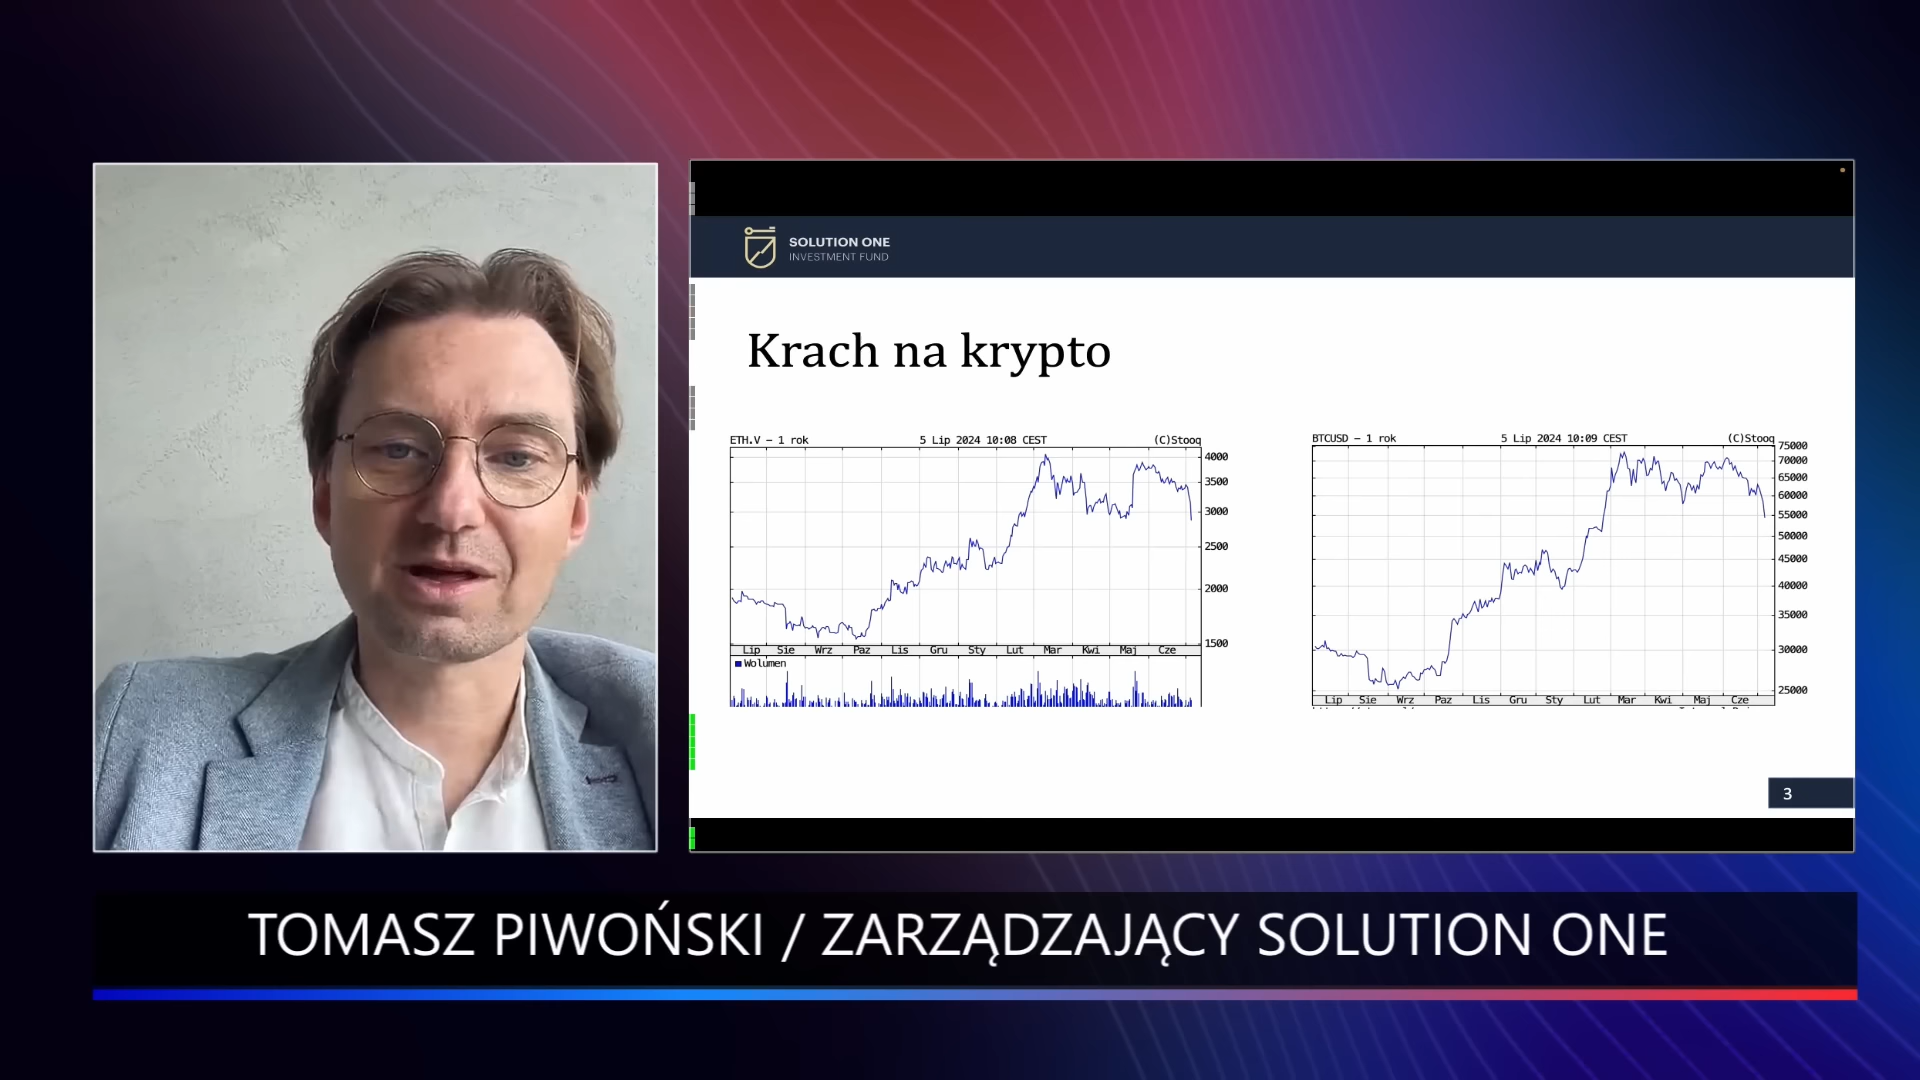 SOLUTION ONE
INVESTMENT FUND
Krach na krypto
ETH.V - 1 rok 5 Lip 2024 10:08 CEST (C)Stooq
4000
3500
3000
2500
2000
1500
Lip Sie Wrz Paz Lis Gru Sty Lut Mar Kwi Maj Cze
Wolumen
BTCUSD - 1 rok 5 Lip 2024 10:09 CEST (C)Stooq
75000
70000
65000
60000
55000
50000
45000
40000
35000
30000
25000
Lip Sie Wrz Paz Lis Gru Sty Lut Mar Kwi Maj Cze
3
TOMASZ PIWOŃSKI / ZARZĄDZAJĄCY SOLUTION ONE